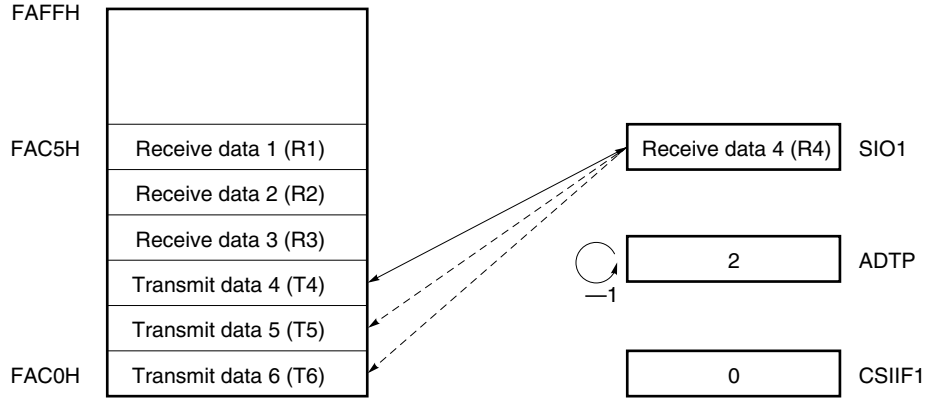 FAFFH
FAC5H Receive data 1 (R1) Receive data 4 (R4) SIO1
Receive data 2 (R2)
Receive data 3 (R3) 2 ADTP
Transmit data 4 (T4) —1
Transmit data 5 (T5)
FAC0H Transmit data 6 (T6) 0 CSIIF1